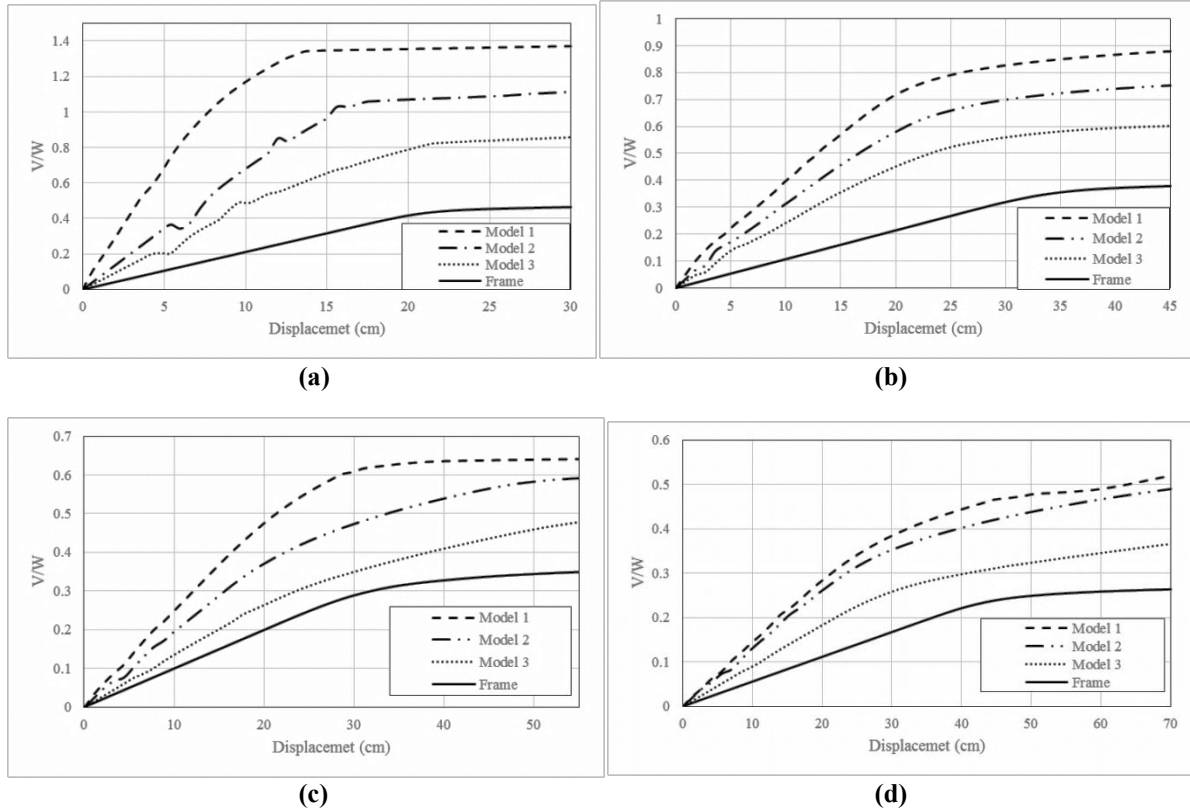 1.4
1.2
1
0.8
0.6
0.4
0.2
0
V/W
0 5 10 15 20 25 30
Displacemet (cm)
Model 1
Model 2
Model 3
Frame
(a)
1
0.9
0.8
0.7
0.6
0.5
0.4
0.3
0.2
0.1
0
V/W
0 5 10 15 20 25 30 35 40 45
Displacemet (cm)
Model 1
Model 2
Model 3
Frame
(b)
0.7
0.6
0.5
0.4
0.3
0.2
0.1
0
V/W
0 10 20 30 40 50
Displacemet (cm)
Model 1
Model 2
Model 3
Frame
(c)
0.6
0.5
0.4
0.3
0.2
0.1
0
V/W
0 10 20 30 40 50 60 70
Displacemet (cm)
Model 1
Model 2
Model 3
Frame
(d)